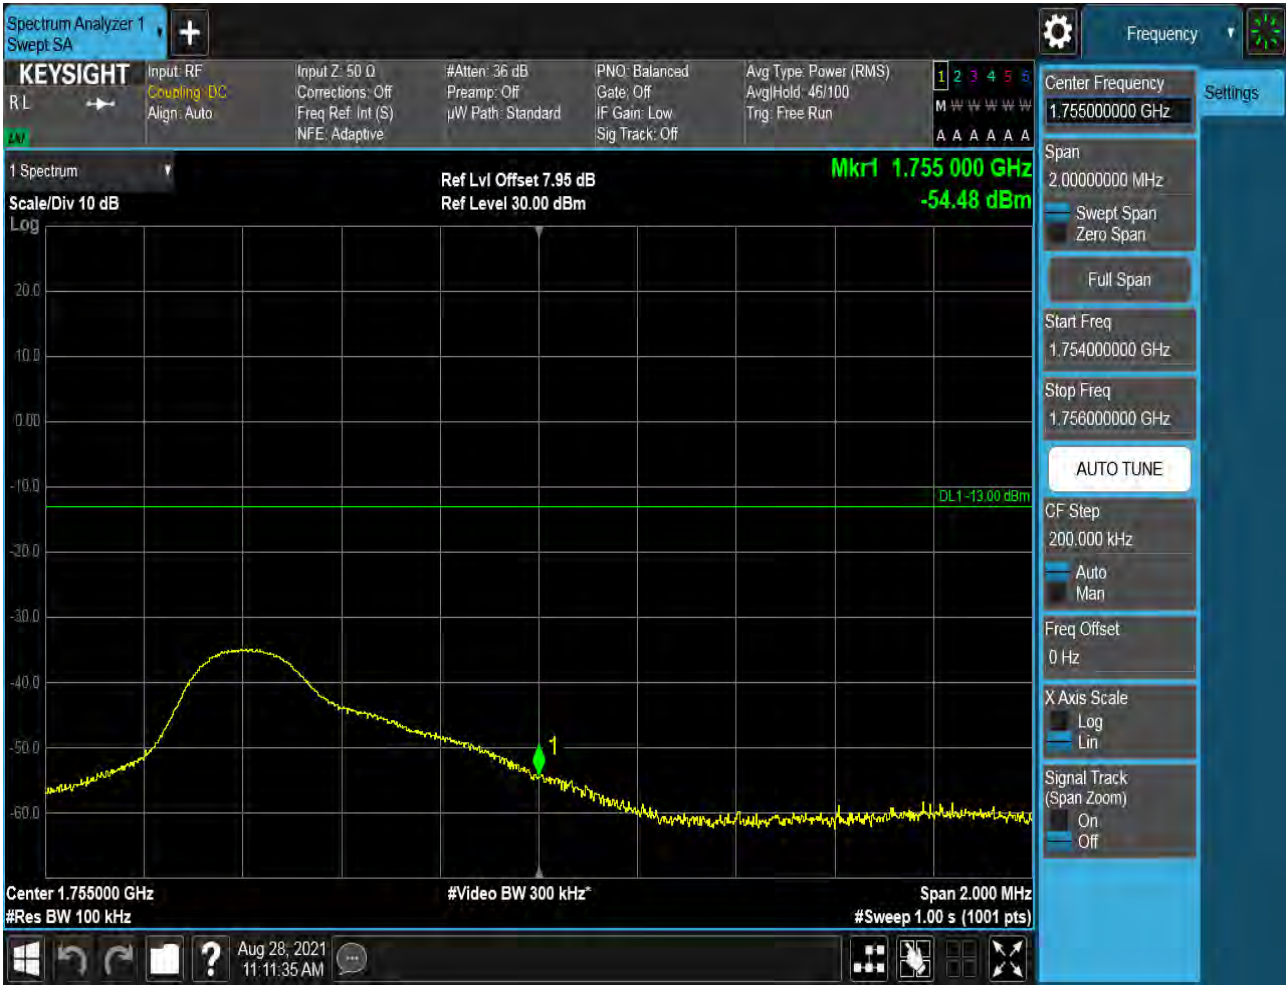 Spectrum Analyzer 1
Swept SA
Frequency
KEYSIGHT
R L
LXI
Input: RF
Coupling: DC
Align: Auto
Input Z: 50 Ω
Corrections: Off
Freq Ref: Int (S)
NFE: Adaptive
#Atten: 36 dB
Preamp: Off
µW Path: Standard
PNO: Balanced
Gate: Off
IF Gain: Low
Sig Track: Off
Avg Type: Power (RMS)
Avg|Hold: 46/100
Trig: Free Run
1 2 3 4 5 6
M W W W W W
A A A A A A
1 Spectrum
Scale/Div 10 dB
Log
Ref Lvl Offset 7.95 dB
Ref Level 30.00 dBm
Mkr1 1.755 000 GHz
-54.48 dBm
20.0
10.0
0.00
-10.0
-20.0
-30.0
-40.0
-50.0
-60.0
DL1 -13.00 dBm
1
Center 1.755000 GHz
#Res BW 100 kHz
#Video BW 300 kHz*
Span 2.000 MHz
#Sweep 1.00 s (1001 pts)
Center Frequency
1.755000000 GHz
Settings
Span
2.00000000 MHz
Swept Span
Zero Span
Full Span
Start Freq
1.754000000 GHz
Stop Freq
1.756000000 GHz
AUTO TUNE
CF Step
200.000 kHz
Auto
Man
Freq Offset
0 Hz
X Axis Scale
Log
Lin
Signal Track
(Span Zoom)
On
Off
?
Aug 28, 2021
11:11:35 AM